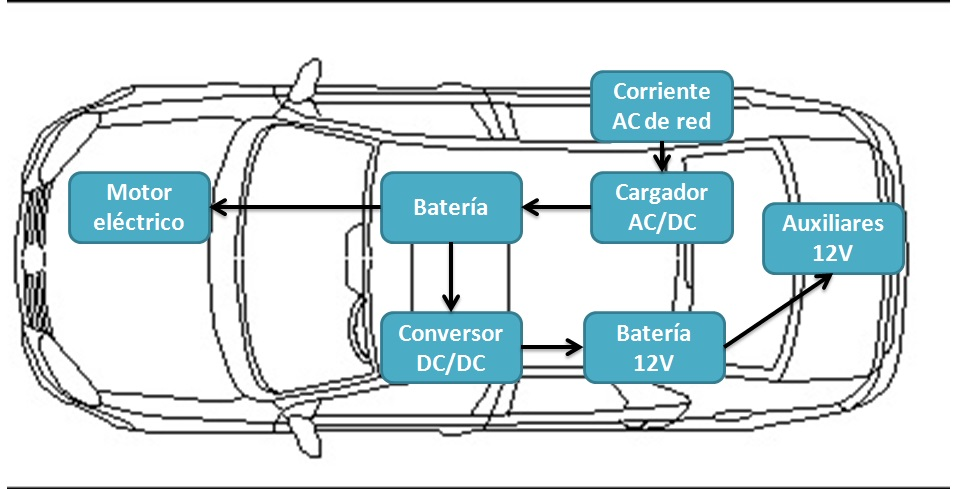 Corriente
AC de red
Motor
eléctrico
Batería
Cargador
AC/DC
Auxiliares
12V
Conversor
DC/DC
Batería
12V